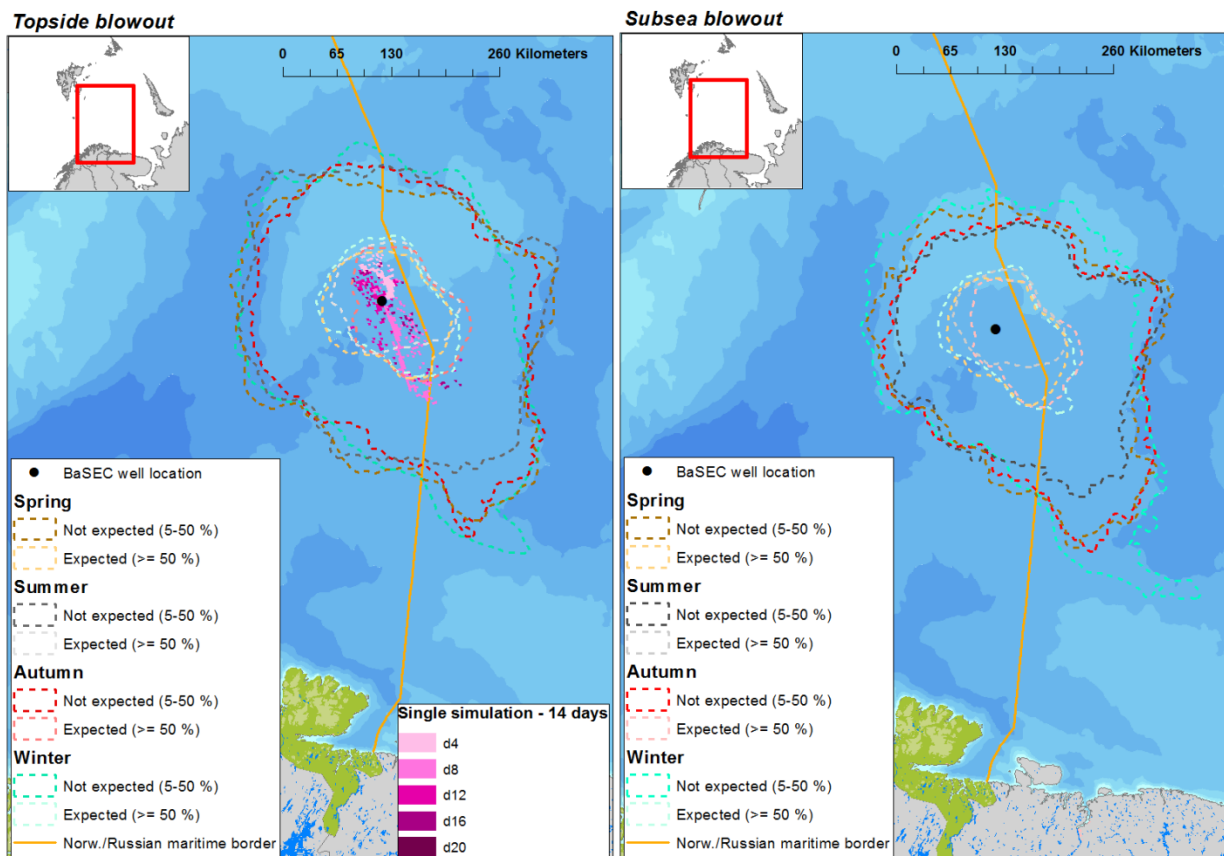 Topside blowout
0 65 130 260 Kilometers
BaSEC well location
Spring
Not expected (5-50 %)
Expected (>= 50 %)
Summer
Not expected (5-50 %)
Expected (>= 50 %)
Autumn
Not expected (5-50 %)
Expected (>= 50 %)
Winter
Not expected (5-50 %)
Expected (>= 50 %)
Norw./Russian maritime border
Single simulation - 14 days
d4
d8
d12
d16
d20
Subsea blowout
0 65 130 260 Kilometers
BaSEC well location
Spring
Not expected (5-50 %)
Expected (>= 50 %)
Summer
Not expected (5-50 %)
Expected (>= 50 %)
Autumn
Not expected (5-50 %)
Expected (>= 50 %)
Winter
Not expected (5-50 %)
Expected (>= 50 %)
Norw./Russian maritime border